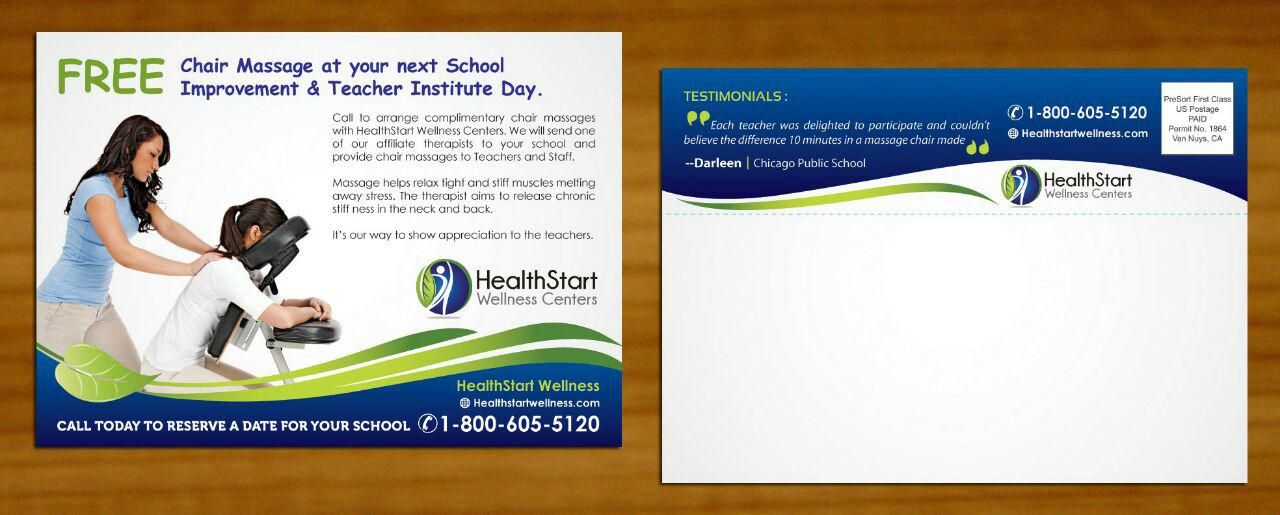 FREE Chair Massage at your next School
Improvement & Teacher Institute Day.
Call to arrange complimentary chair massages
with HealthStart Wellness Centers. We will send one
of our affiliate therapists to your school and
provide chair massages to Teachers and Staff.
Massage helps relax tight and stiff muscles melting
away stress. The therapist aims to release chronic
stiff ness in the neck and back.
It's our way to show appreciation to the teachers.
HealthStart
Wellness Centers
HealthStart Wellness
Healthstartwellness.com
CALL TODAY TO RESERVE A DATE FOR YOUR SCHOOL 1-800-605-5120
TESTIMONIALS :
Each teacher was delighted to participate and couldn't
believe the difference 10 minutes in a massage chair made
--Darleen | Chicago Public School
1-800-605-5120
Healthstartwellness.com
PreSort First Class
US Postage
PAID
Permit No. 1864
Van Nuys, CA
HealthStart
Wellness Centers